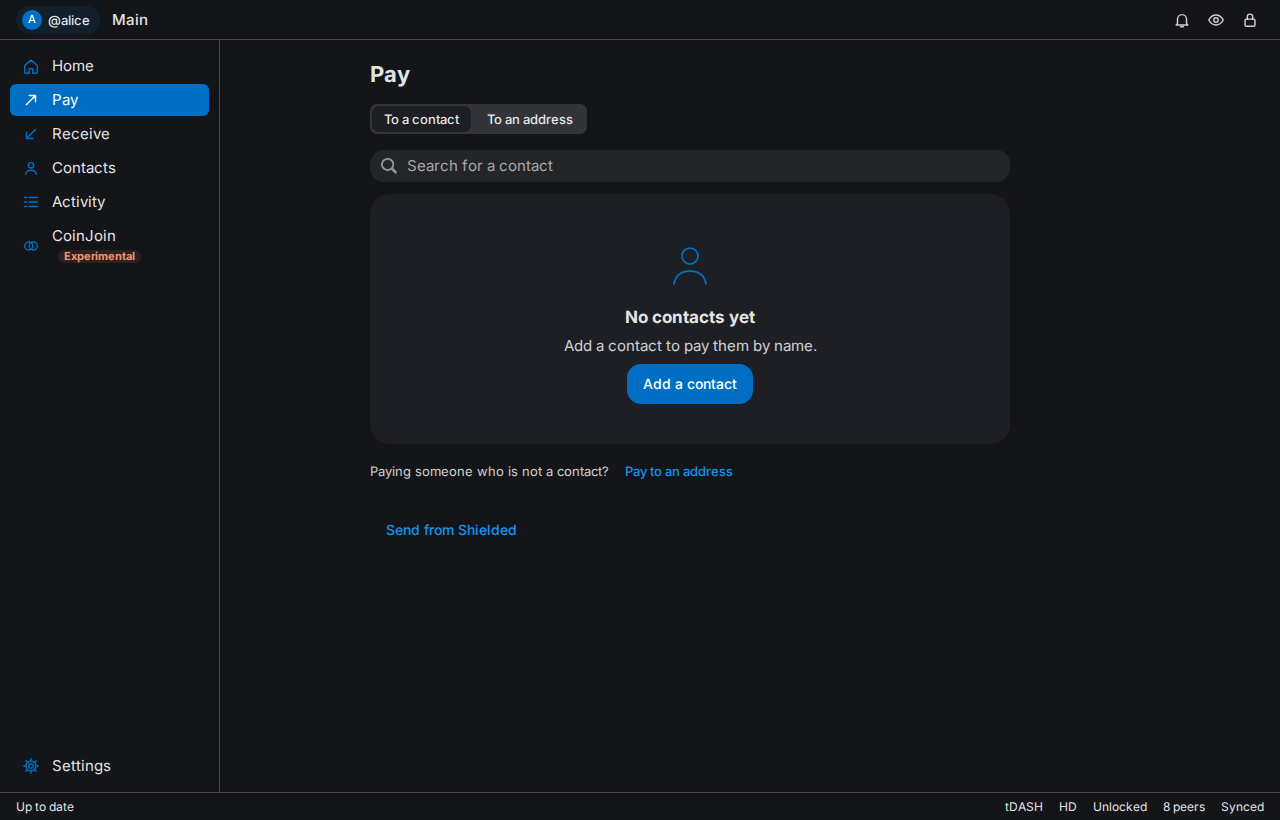 A @alice Main
Home
Pay
Receive
Contacts
Activity
CoinJoin
Experimental
Settings
Pay
To a contact To an address
Search for a contact
No contacts yet
Add a contact to pay them by name.
Add a contact
Paying someone who is not a contact? Pay to an address
Send from Shielded
Up to date tDASH HD Unlocked 8 peers Synced